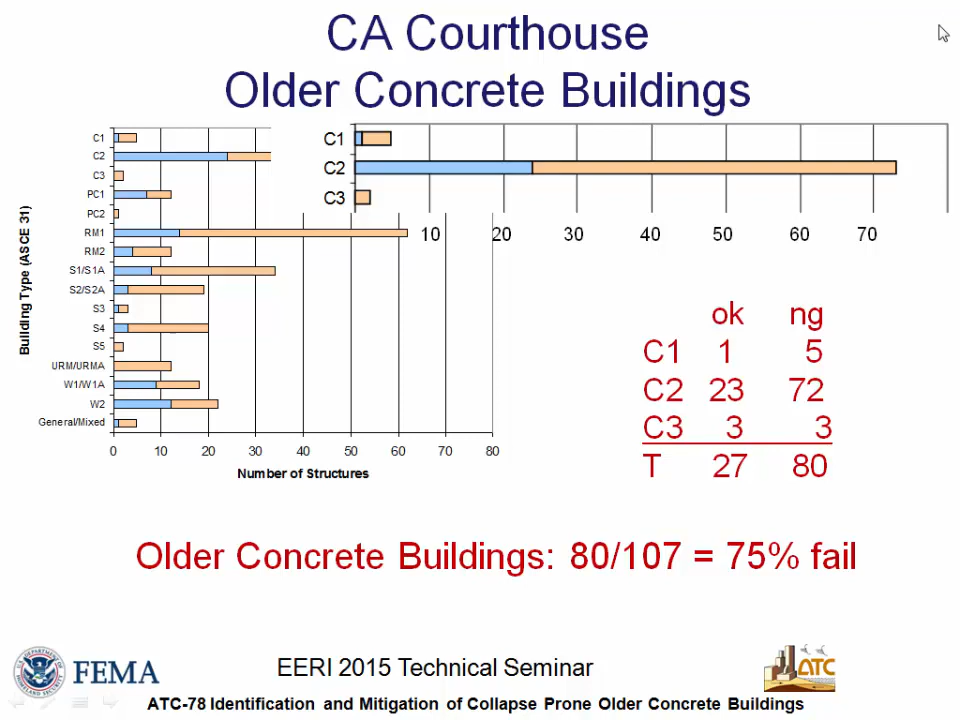 CA Courthouse
Older Concrete Buildings
Building Type (ASCE 31)
C1
C2
C3
PC1
PC2
RM1
RM2
S1/S1A
S2/S2A
S3
S4
S5
URM/URMA
W1/W1A
W2
General/Mixed
0 10 20 30 40 50 60 70 80
Number of Structures
C1
C2
C3
10 20 30 40 50 60 70
ok ng
C1 1 5
C2 23 72
C3 3 3
T 27 80
Older Concrete Buildings: 80/107 = 75% fail
FEMA
EERI 2015 Technical Seminar
ATC
ATC-78 Identification and Mitigation of Collapse Prone Older Concrete Buildings